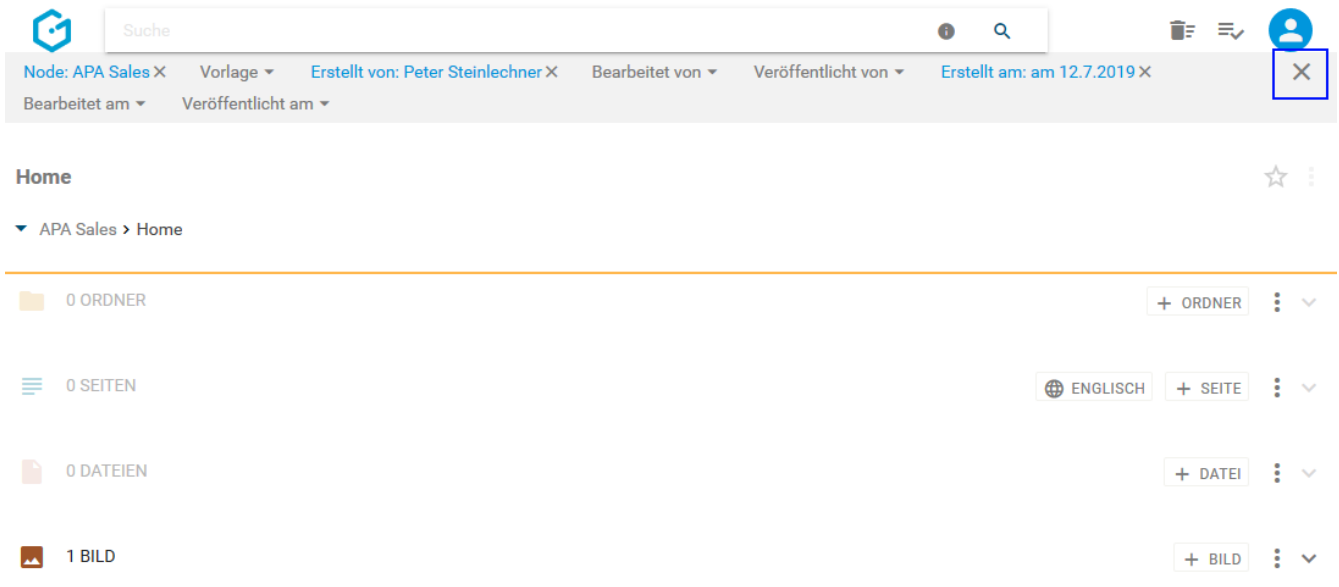 Suche
Node: APA Sales Vorlage Erstellt von: Peter Steinlechner Bearbeitet von Veröffentlicht von Erstellt am: am 12.7.2019
Bearbeitet am Veröffentlicht am
Home
APA Sales > Home
0 ORDNER + ORDNER
0 SEITEN ENGLISCH + SEITE
0 DATEIEN + DATEI
1 BILD + BILD